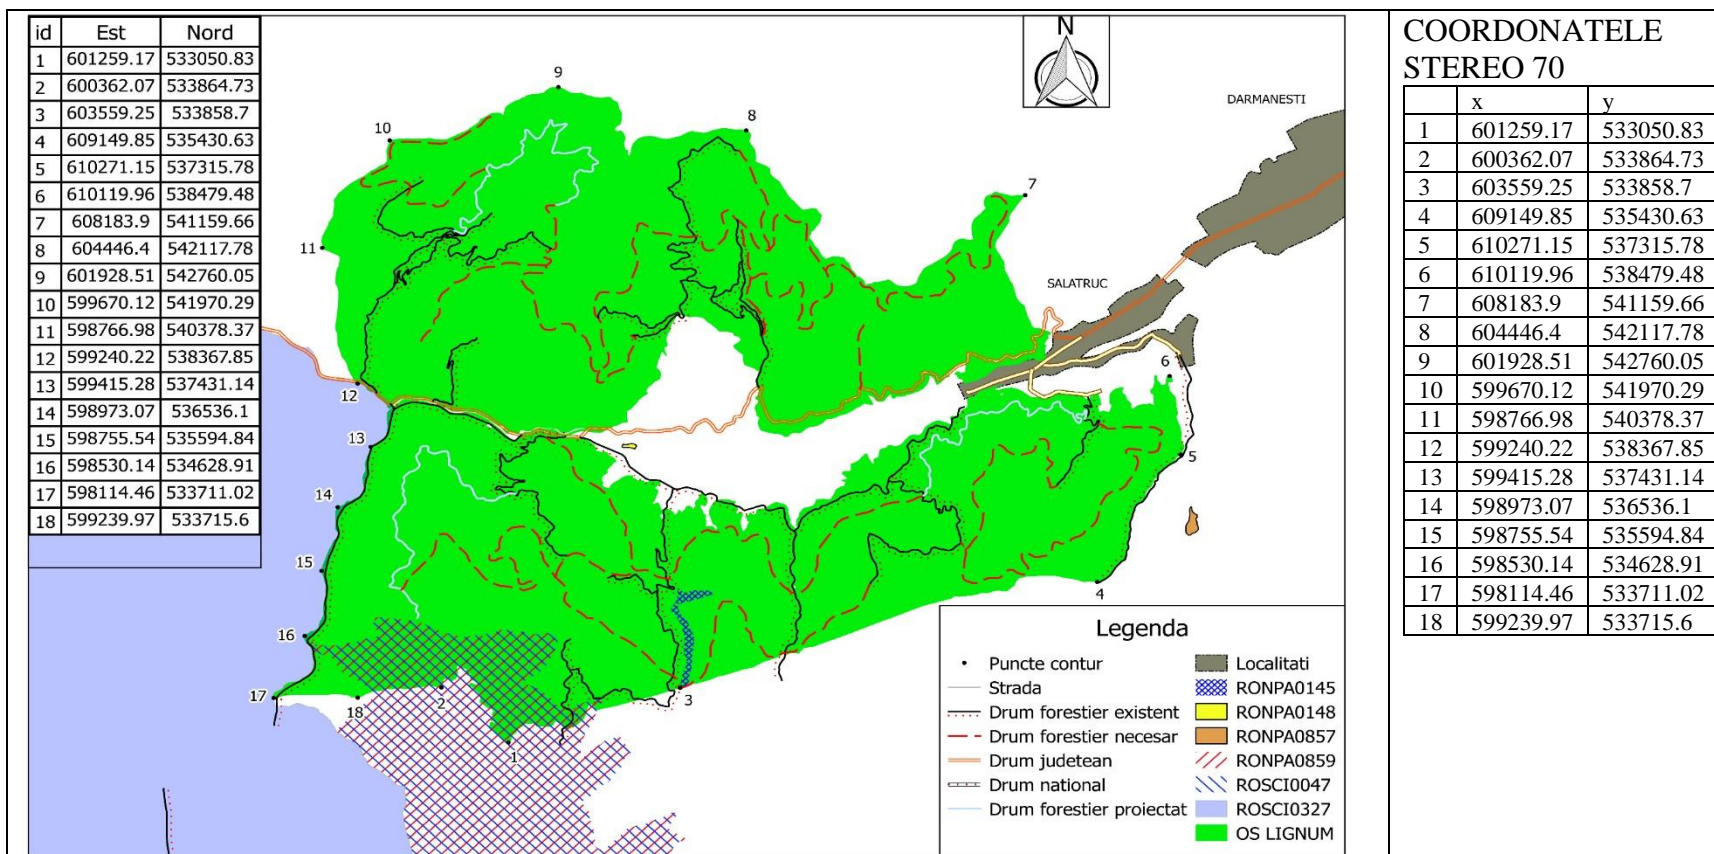 id Est Nord
1 601259.17 533050.83
2 600362.07 533864.73
3 603559.25 533858.7
4 609149.85 535430.63
5 610271.15 537315.78
6 610119.96 538479.48
7 608183.9 541159.66
8 604446.4 542117.78
9 601928.51 542760.05
10 599670.12 541970.29
11 598766.98 540378.37
12 599240.22 538367.85
13 599415.28 537431.14
14 598973.07 536536.1
15 598755.54 535594.84
16 598530.14 534628.91
17 598114.46 533711.02
18 599239.97 533715.6
N
9
DARMANESTI
8
10
7
11
SALATRUC
6
12
13
5
14
15
4
16
17
18
2
3
1
Legenda
Puncte contur
Strada
Drum forestier existent
Drum forestier necesar
Drum judetean
Drum national
Drum forestier proiectat
Localitati
RONPA0145
RONPA0148
RONPA0857
RONPA0859
ROSCI0047
ROSCI0327
OS LIGNUM
COORDONATELE
STEREO 70
x y
1 601259.17 533050.83
2 600362.07 533864.73
3 603559.25 533858.7
4 609149.85 535430.63
5 610271.15 537315.78
6 610119.96 538479.48
7 608183.9 541159.66
8 604446.4 542117.78
9 601928.51 542760.05
10 599670.12 541970.29
11 598766.98 540378.37
12 599240.22 538367.85
13 599415.28 537431.14
14 598973.07 536536.1
15 598755.54 535594.84
16 598530.14 534628.91
17 598114.46 533711.02
18 599239.97 533715.6